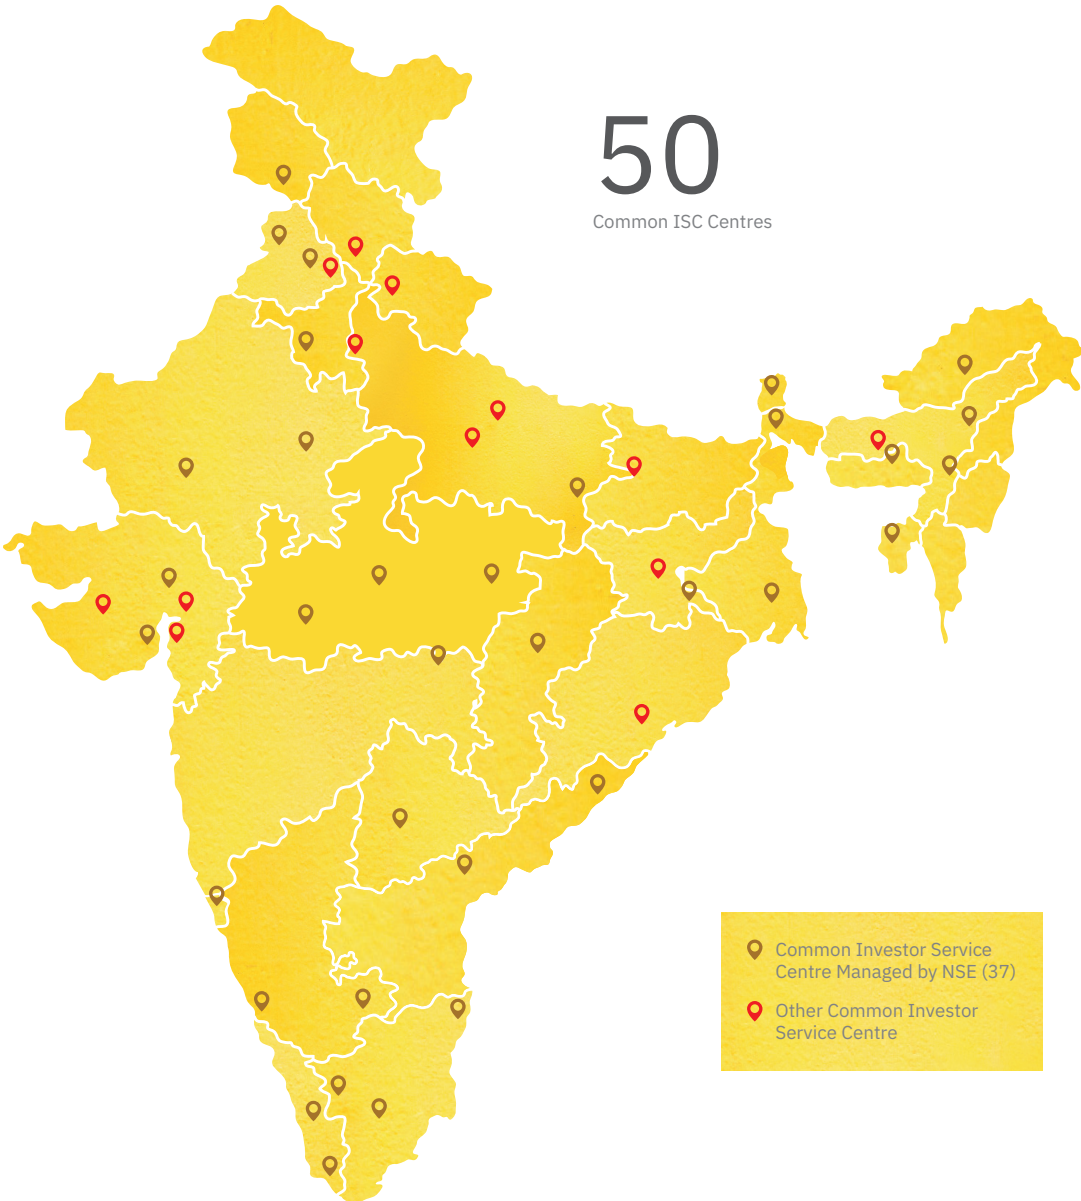 50
Common ISC Centres
Common Investor Service
Centre Managed by NSE (37)
Other Common Investor
Service Centre